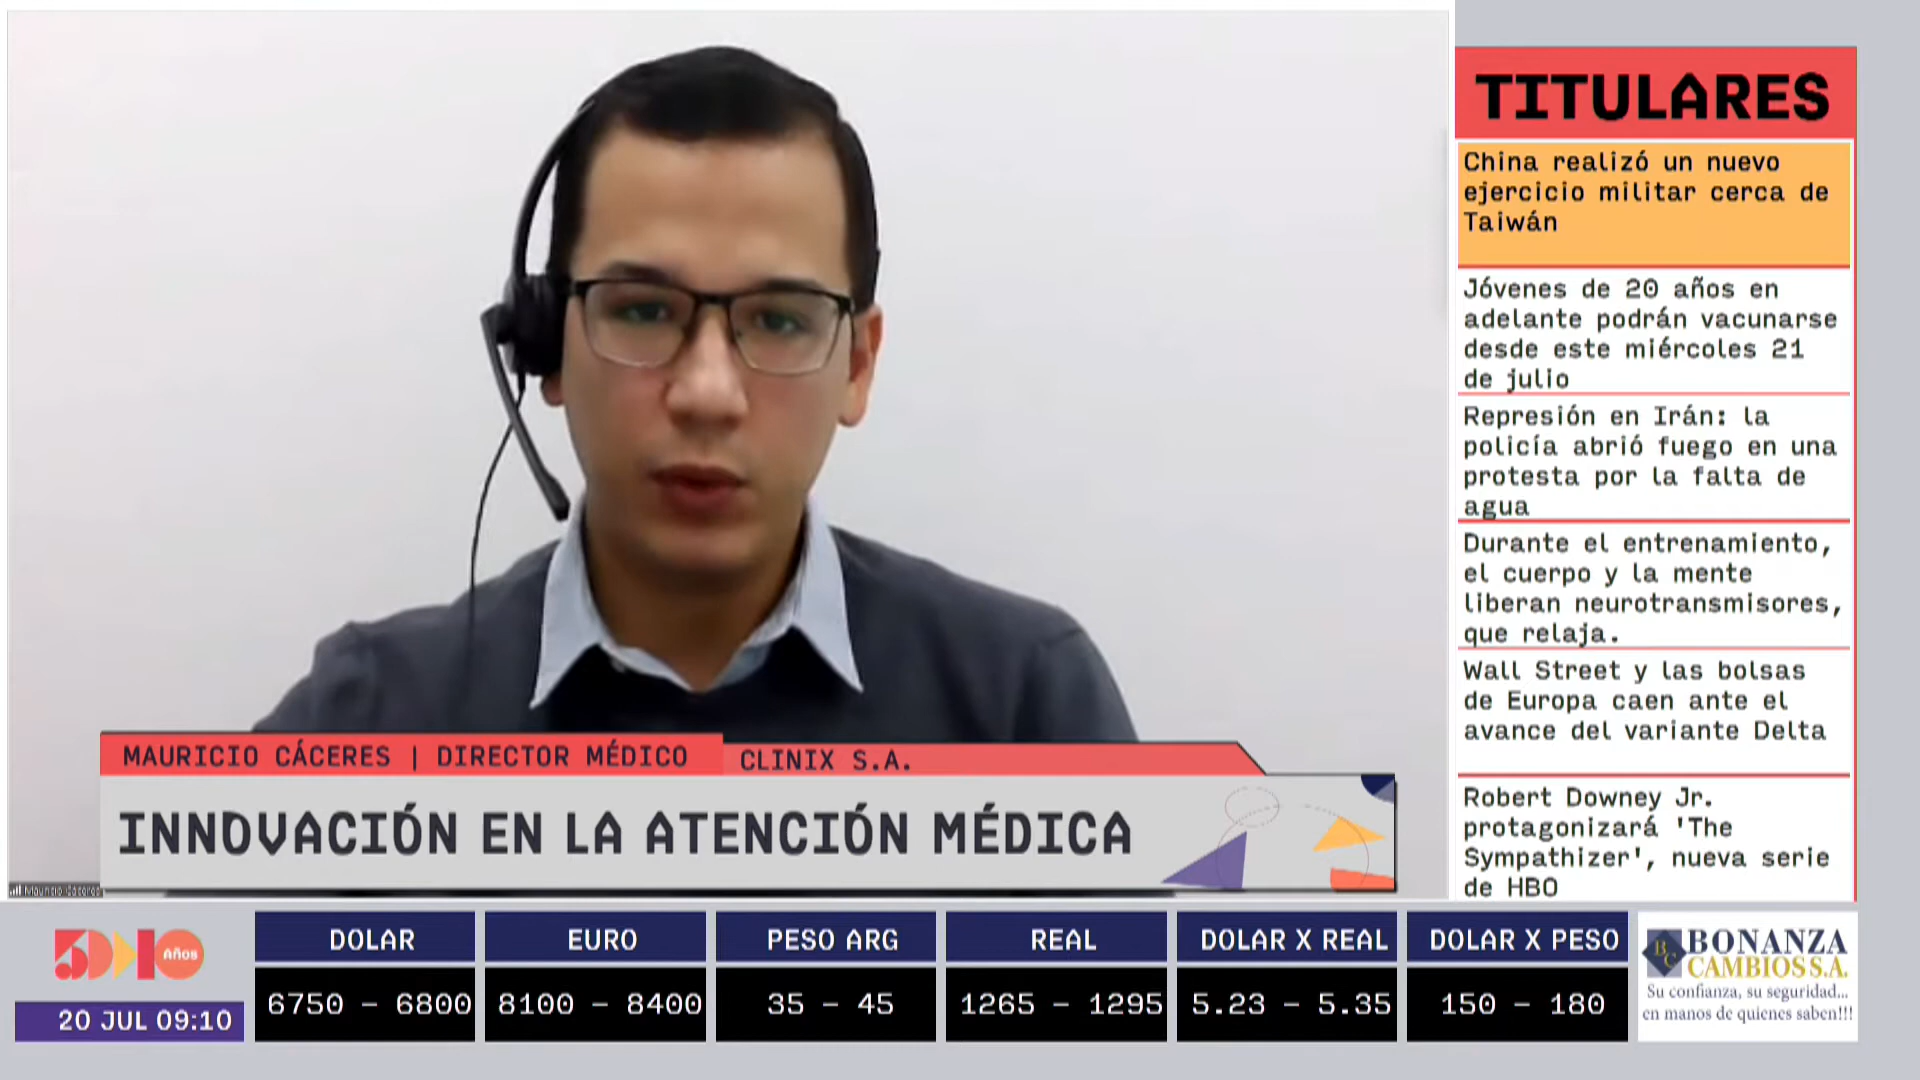 TITULARES
China realizó un nuevo
ejercicio militar cerca de
Taiwán
Jóvenes de 20 años en
adelante podrán vacunarse
desde este miércoles 21
de julio
Represión en Irán: la
policía abrió fuego en una
protesta por la falta de
agua
Durante el entrenamiento,
el cuerpo y la mente
liberan neurotransmisores,
que relaja.
Wall Street y las bolsas
de Europa caen ante el
avance del variante Delta
Robert Downey Jr.
protagonizará 'The
Sympathizer', nueva serie
de HBO
MAURICIO CÁCERES | DIRECTOR MÉDICO
CLINIX S.A.
INNOVACIÓN EN LA ATENCIÓN MÉDICA
Mauricio Cáceres
5D10 Años
20 JUL 09:10
DOLAR
6750 - 6800
EURO
8100 - 8400
PESO ARG
35 - 45
REAL
1265 - 1295
DOLAR X REAL
5.23 - 5.35
DOLAR X PESO
150 - 180
BC
BONANZA
CAMBIOS S.A.
Su confianza, su seguridad...
en manos de quienes saben!!!